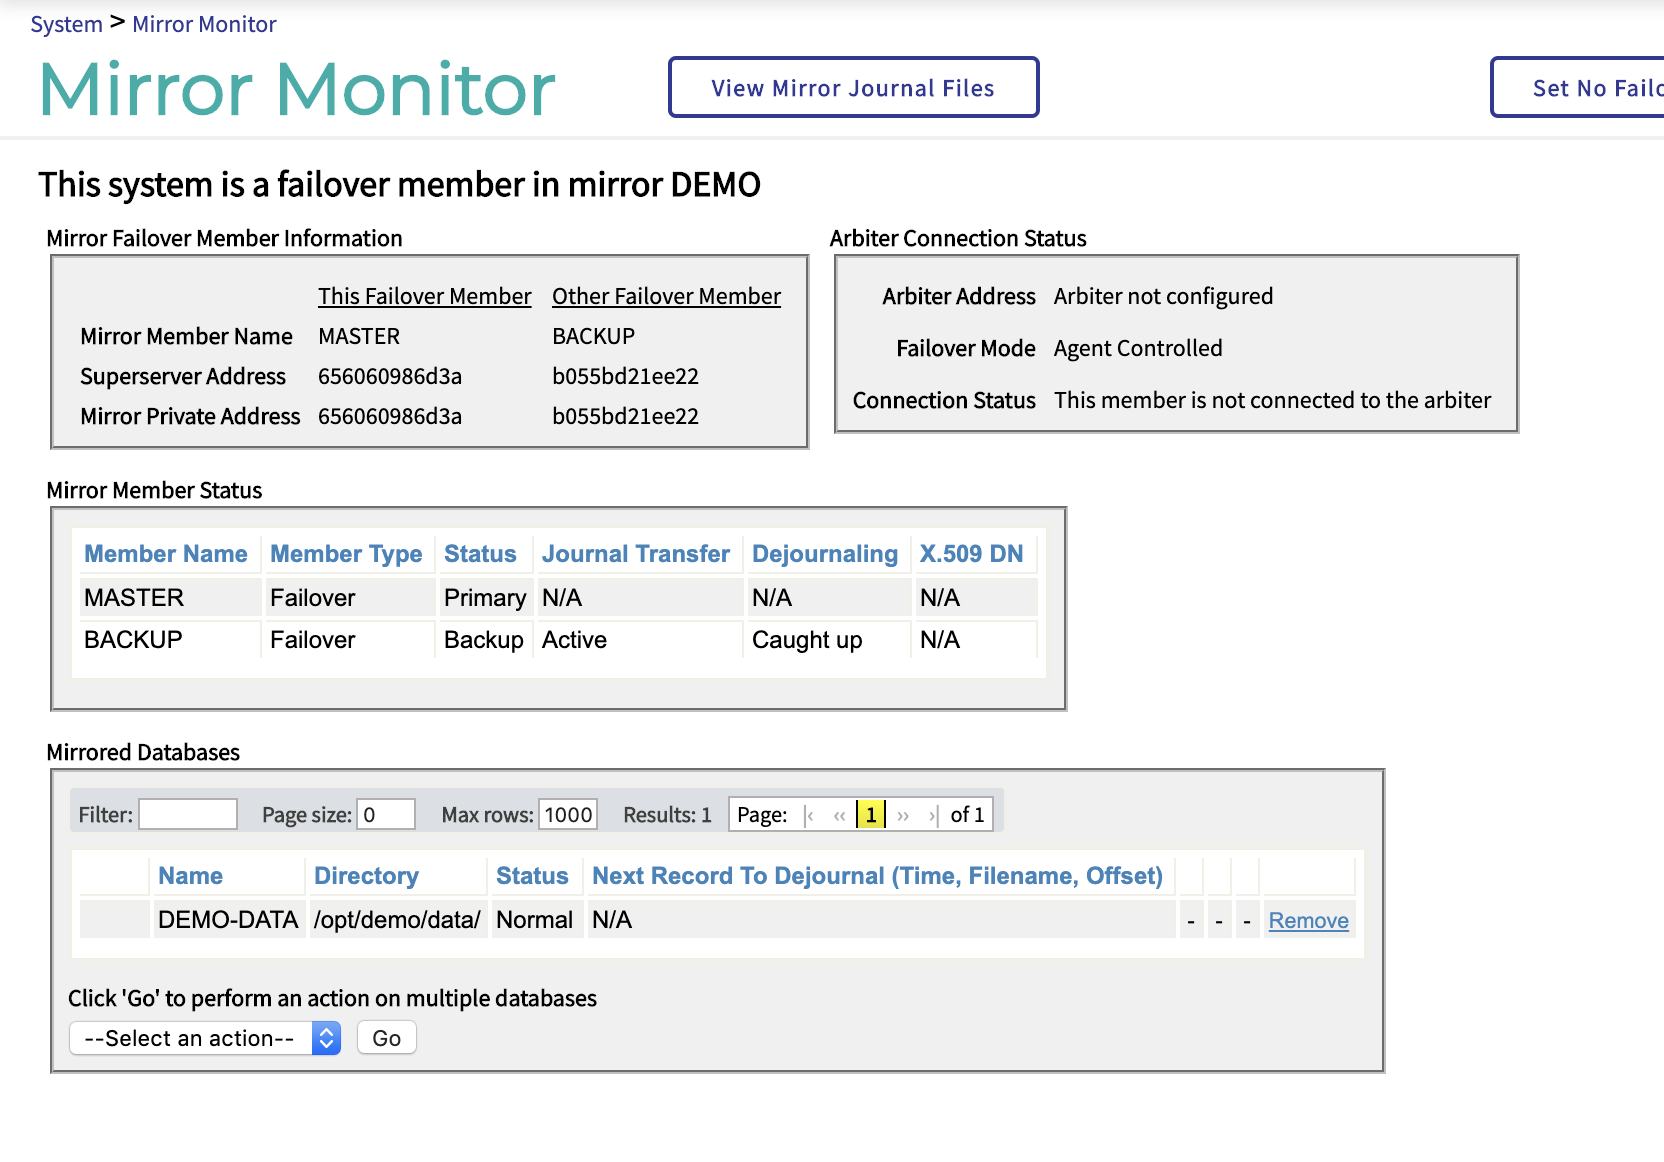 System > Mirror Monitor
Mirror Monitor
View Mirror Journal Files
Set No Failo
This system is a failover member in mirror DEMO
Mirror Failover Member Information
This Failover Member Other Failover Member
Mirror Member Name MASTER BACKUP
Superserver Address 656060986d3a b055bd21ee22
Mirror Private Address 656060986d3a b055bd21ee22
Arbiter Connection Status
Arbiter Address Arbiter not configured
Failover Mode Agent Controlled
Connection Status This member is not connected to the arbiter
Mirror Member Status
Member Name Member Type Status Journal Transfer Dejournaling X.509 DN
MASTER Failover Primary N/A N/A N/A
BACKUP Failover Backup Active Caught up N/A
Mirrored Databases
Filter: Page size: 0 Max rows: 1000 Results: 1 Page: |‹ ‹‹ 1 ›› ›| of 1
Name Directory Status Next Record To Dejournal (Time, Filename, Offset)
DEMO-DATA /opt/demo/data/ Normal N/A - - - Remove
Click 'Go' to perform an action on multiple databases
--Select an action-- Go